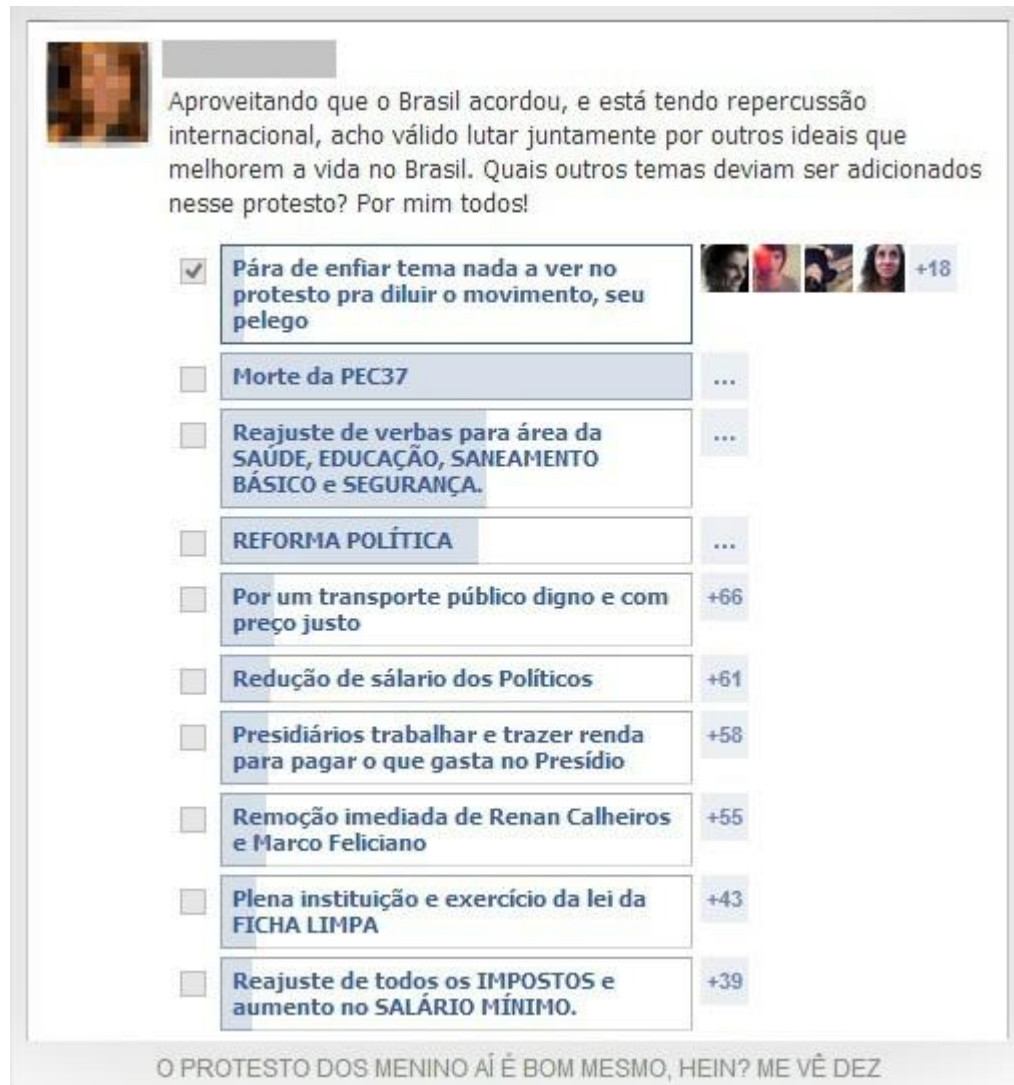 Aproveitando que o Brasil acordou, e está tendo repercussão
internacional, acho válido lutar juntamente por outros ideais que
melhorem a vida no Brasil. Quais outros temas deviam ser adicionados
nesse protesto? Por mim todos!
Pára de enfiar tema nada a ver no
protesto pra diluir o movimento, seu
pelego
+18
Morte da PEC37
...
Reajuste de verbas para área da
SAÚDE, EDUCAÇÃO, SANEAMENTO
BÁSICO e SEGURANÇA.
...
REFORMA POLÍTICA
...
Por um transporte público digno e com
preço justo
+66
Redução de sálario dos Políticos
+61
Presidiários trabalhar e trazer renda
para pagar o que gasta no Presídio
+58
Remoção imediada de Renan Calheiros
e Marco Feliciano
+55
Plena instituição e exercício da lei da
FICHA LIMPA
+43
Reajuste de todos os IMPOSTOS e
aumento no SALÁRIO MÍNIMO.
+39
O PROTESTO DOS MENINO AÍ É BOM MESMO, HEIN? ME VÊ DEZ